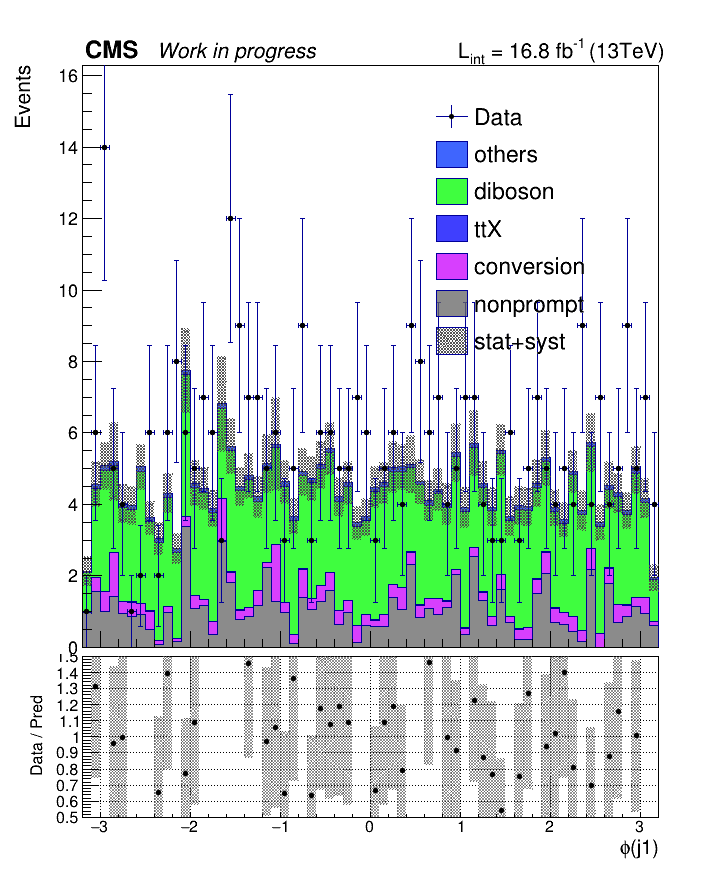 CMS Work in progress L_int = 16.8 fb^-1 (13TeV)
Events
16
14
12
10
8
6
4
2
0
Data
others
diboson
ttX
conversion
nonprompt
stat+syst
Data / Pred
1.5
1.4
1.3
1.2
1.1
1
0.9
0.8
0.7
0.6
0.5
−3 −2 −1 0 1 2 3
ϕ(j1)